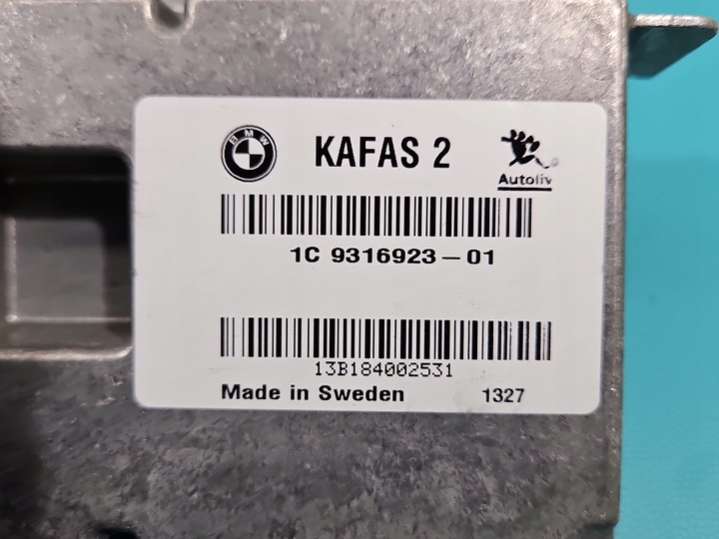 BMW
KAFAS 2
Autoliv
1C 9316923-01
13B184002531
Made in Sweden 1327